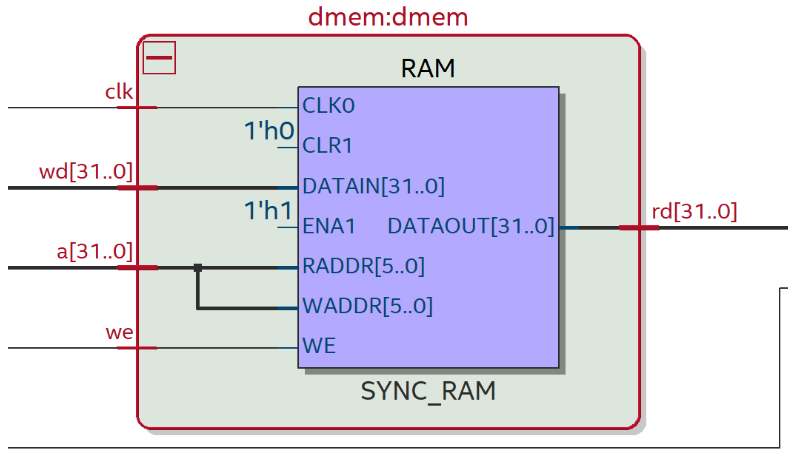 dmem:dmem
RAM
clk
CLK0
1'h0
CLR1
wd[31..0]
DATAIN[31..0]
1'h1
ENA1
DATAOUT[31..0]
rd[31..0]
a[31..0]
RADDR[5..0]
WADDR[5..0]
we
WE
SYNC_RAM